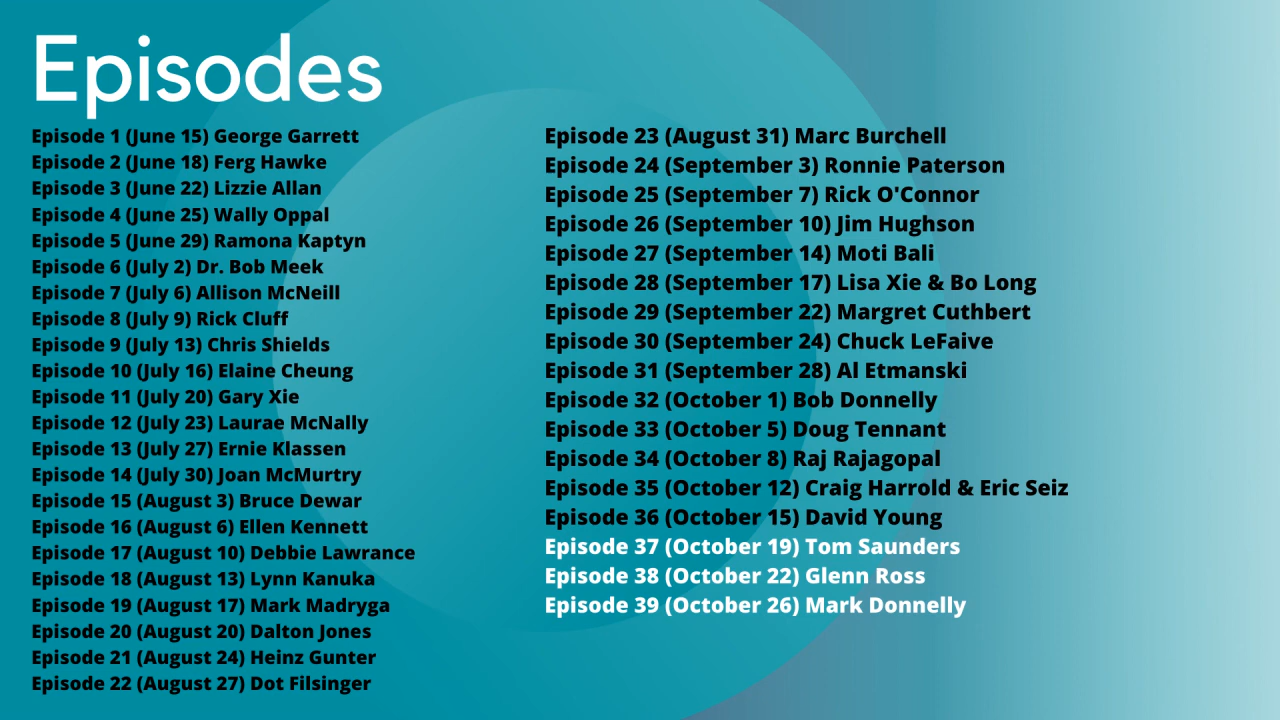 Episodes
Episode 1 (June 15) George Garrett
Episode 2 (June 18) Ferg Hawke
Episode 3 (June 22) Lizzie Allan
Episode 4 (June 25) Wally Oppal
Episode 5 (June 29) Ramona Kaptyn
Episode 6 (July 2) Dr. Bob Meek
Episode 7 (July 6) Allison McNeill
Episode 8 (July 9) Rick Cluff
Episode 9 (July 13) Chris Shields
Episode 10 (July 16) Elaine Cheung
Episode 11 (July 20) Gary Xie
Episode 12 (July 23) Laurae McNally
Episode 13 (July 27) Ernie Klassen
Episode 14 (July 30) Joan McMurtry
Episode 15 (August 3) Bruce Dewar
Episode 16 (August 6) Ellen Kennett
Episode 17 (August 10) Debbie Lawrance
Episode 18 (August 13) Lynn Kanuka
Episode 19 (August 17) Mark Madryga
Episode 20 (August 20) Dalton Jones
Episode 21 (August 24) Heinz Gunter
Episode 22 (August 27) Dot Filsinger
Episode 23 (August 31) Marc Burchell
Episode 24 (September 3) Ronnie Paterson
Episode 25 (September 7) Rick O'Connor
Episode 26 (September 10) Jim Hughson
Episode 27 (September 14) Moti Bali
Episode 28 (September 17) Lisa Xie & Bo Long
Episode 29 (September 22) Margret Cuthbert
Episode 30 (September 24) Chuck LeFaive
Episode 31 (September 28) Al Etmanski
Episode 32 (October 1) Bob Donnelly
Episode 33 (October 5) Doug Tennant
Episode 34 (October 8) Raj Rajagopal
Episode 35 (October 12) Craig Harrold & Eric Seiz
Episode 36 (October 15) David Young
Episode 37 (October 19) Tom Saunders
Episode 38 (October 22) Glenn Ross
Episode 39 (October 26) Mark Donnelly